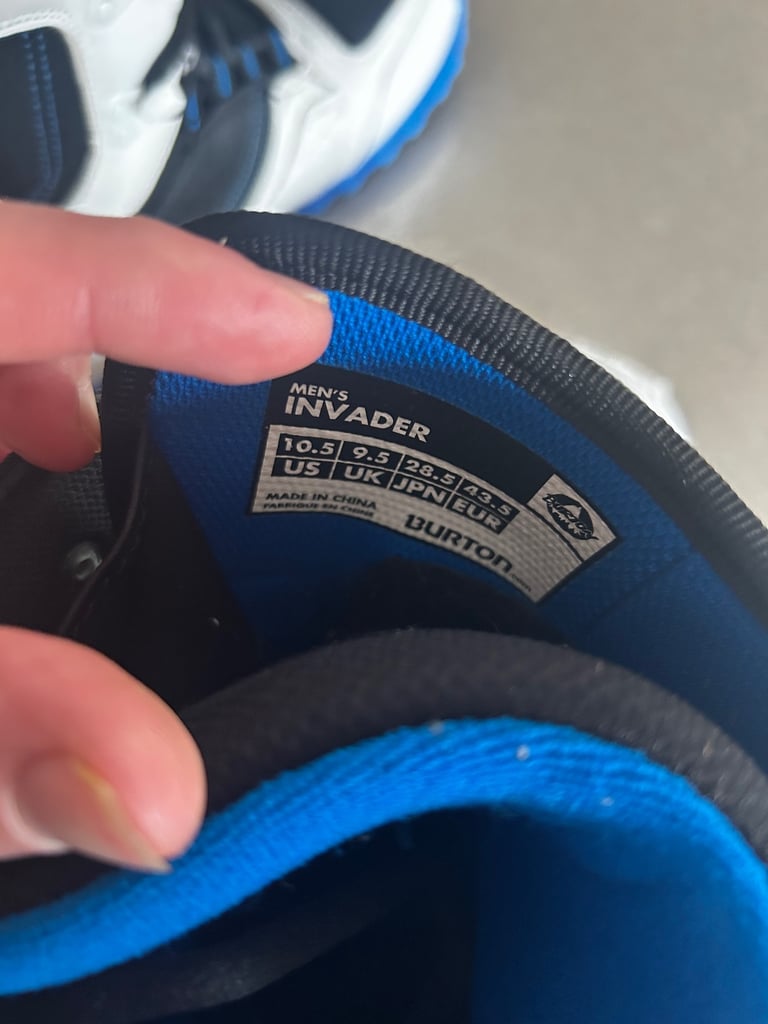 MEN'S
INVADER
10.5 9.5 28.5 43.5
US UK JPN EUR
MADE IN CHINA
FABRIQUE EN CHINE
BURTON